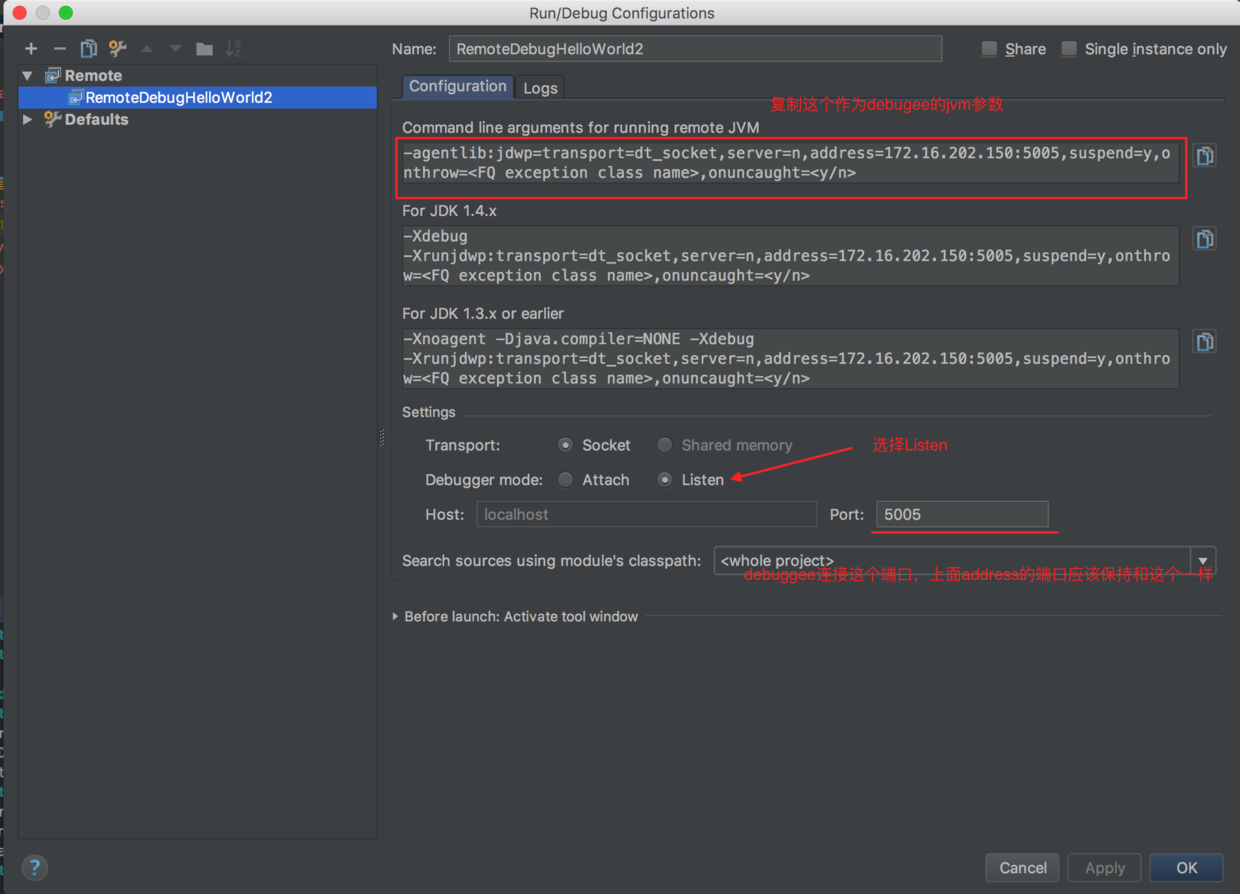 Run/Debug Configurations
Name: RemoteDebugHelloWorld2 Share Single instance only
Remote
RemoteDebugHelloWorld2
Defaults
Configuration Logs
复制这个作为debugee的jvm参数
Command line arguments for running remote JVM
-agentlib:jdwp=transport=dt_socket,server=n,address=172.16.202.150:5005,suspend=y,o
nthrow=<FQ exception class name>,onuncaught=<y/n>
For JDK 1.4.x
-Xdebug
-Xrunjdwp:transport=dt_socket,server=n,address=172.16.202.150:5005,suspend=y,onthro
w=<FQ exception class name>,onuncaught=<y/n>
For JDK 1.3.x or earlier
-Xnoagent -Djava.compiler=NONE -Xdebug
-Xrunjdwp:transport=dt_socket,server=n,address=172.16.202.150:5005,suspend=y,onthro
w=<FQ exception class name>,onuncaught=<y/n>
Settings
Transport: Socket Shared memory
选择Listen
Debugger mode: Attach Listen
Host: localhost Port: 5005
Search sources using module's classpath: <whole project>
debuggee连接这个端口，上面address的端口应该保持和这个一样
Before launch: Activate tool window
? Cancel Apply OK